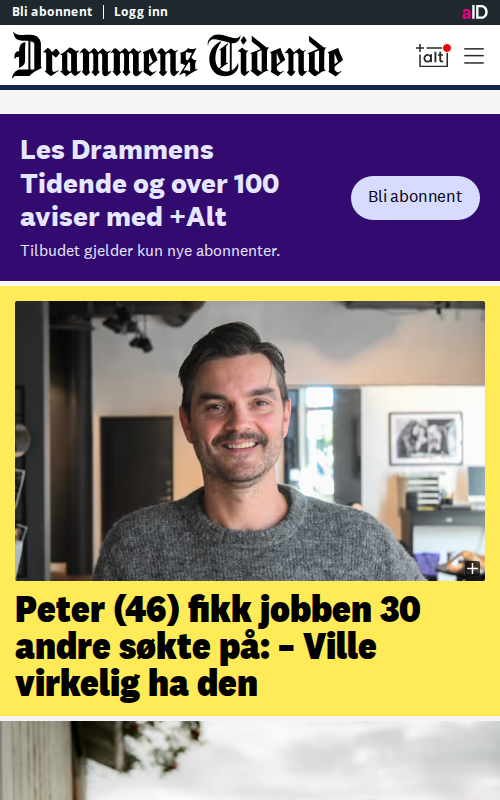 Bli abonnent
Logg inn
aID
Drammens Tidende
+alt
Les Drammens
Tidende og over 100
aviser med +Alt
Tilbudet gjelder kun nye abonnenter.
Bli abonnent
Peter (46) fikk jobben 30
andre søkte på: – Ville
virkelig ha den